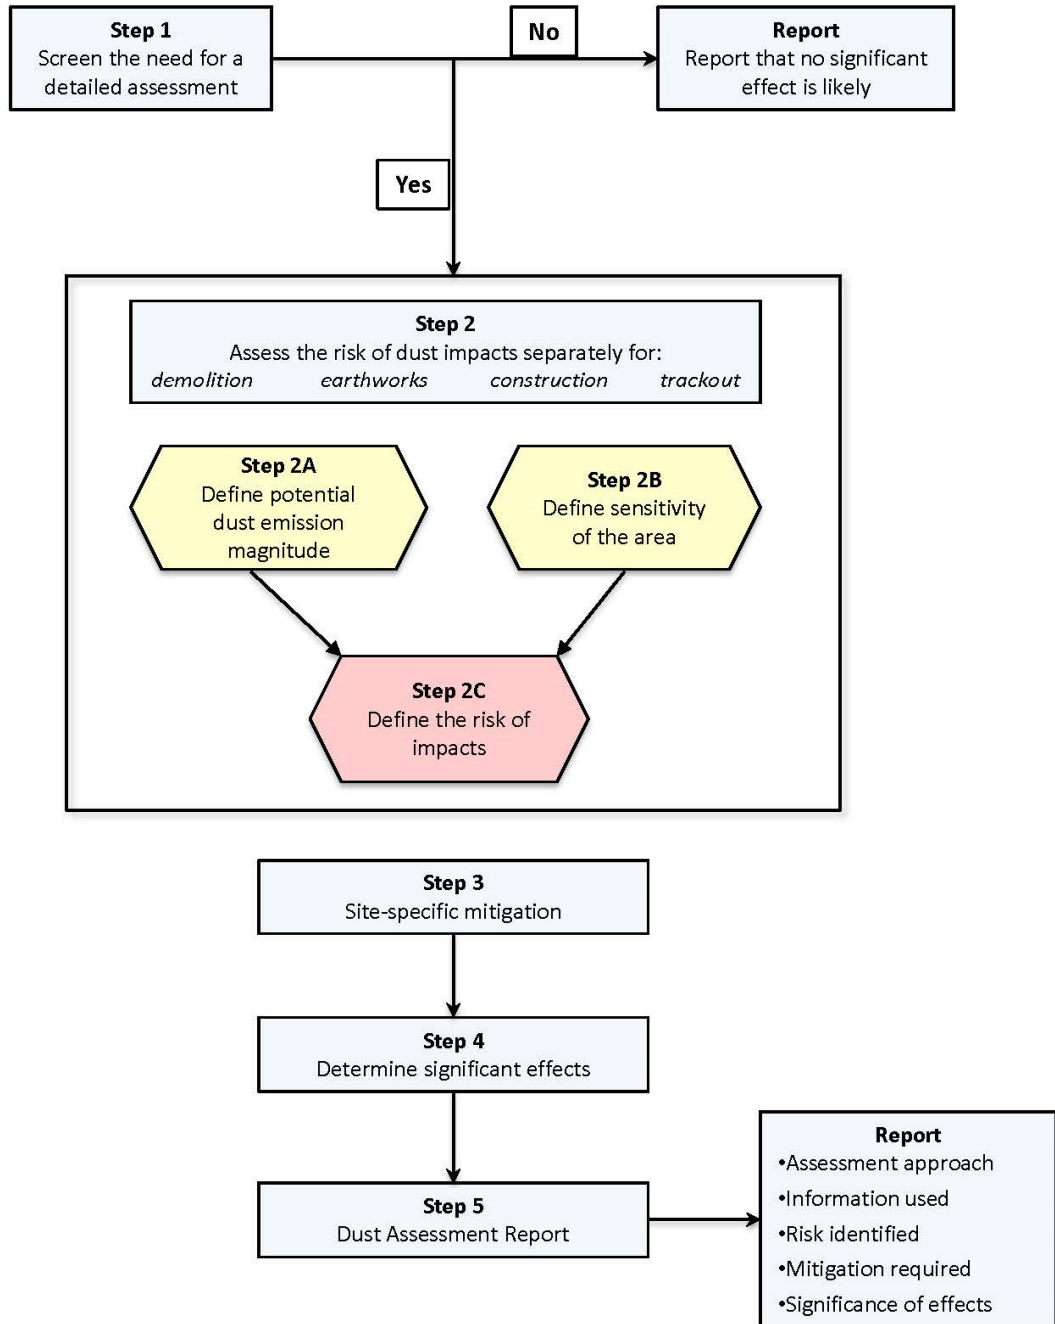 Step 1
Screen the need for a
detailed assessment
No
Report
Report that no significant
effect is likely
Yes
Step 2
Assess the risk of dust impacts separately for:
demolition earthworks construction trackout
Step 2A
Define potential
dust emission
magnitude
Step 2B
Define sensitivity
of the area
Step 2C
Define the risk of
impacts
Step 3
Site-specific mitigation
Step 4
Determine significant effects
Step 5
Dust Assessment Report
Report
•Assessment approach
•Information used
•Risk identified
•Mitigation required
•Significance of effects